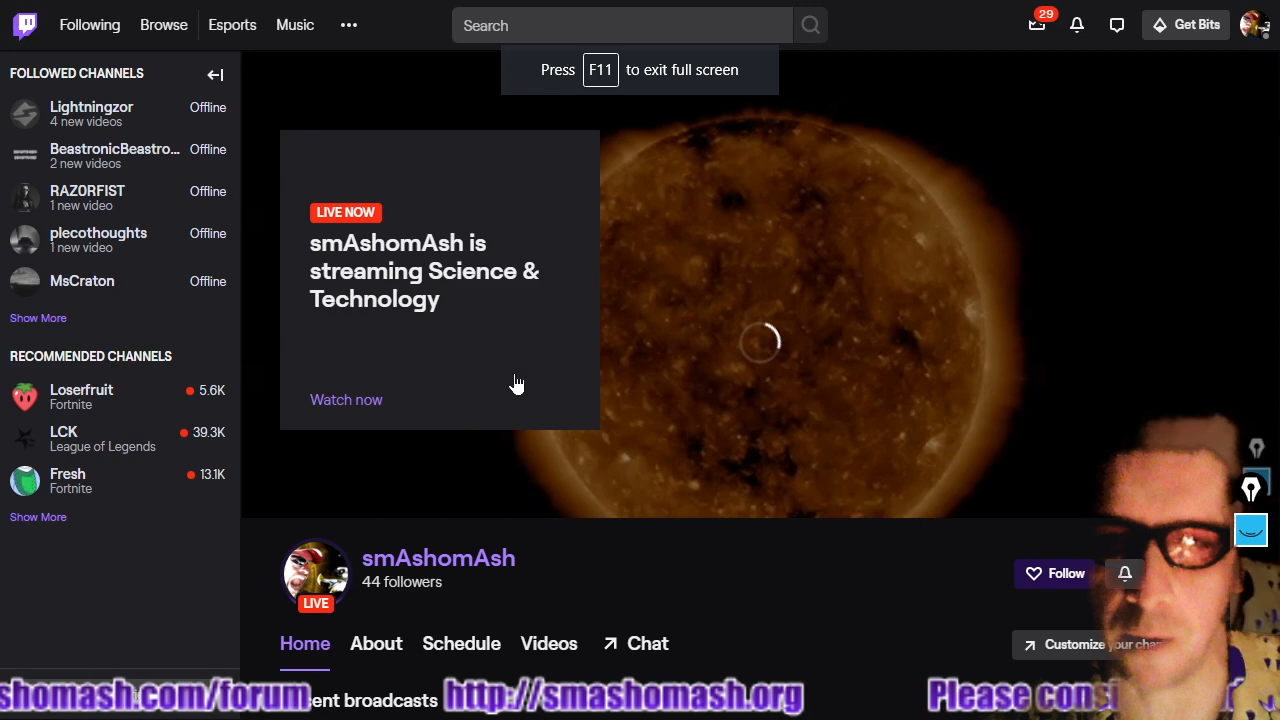 Following
Browse
Esports
Music
Search
29
Get Bits
Press F11 to exit full screen
FOLLOWED CHANNELS
Lightningzor
Offline
4 new videos
BeastronicBeastro...
Offline
2 new videos
RAZ0RFIST
Offline
1 new video
plecothoughts
Offline
1 new video
MsCraton
Offline
Show More
RECOMMENDED CHANNELS
Loserfruit
5.6K
Fortnite
LCK
39.3K
League of Legends
Fresh
13.1K
Fortnite
Show More
LIVE NOW
smAshomAsh is
streaming Science &
Technology
Watch now
smAshomAsh
44 followers
LIVE
Follow
Home
About
Schedule
Videos
Chat
Customize your cha
cent broadcasts
shomash.com/forum
http://smashomash.org
Please cons